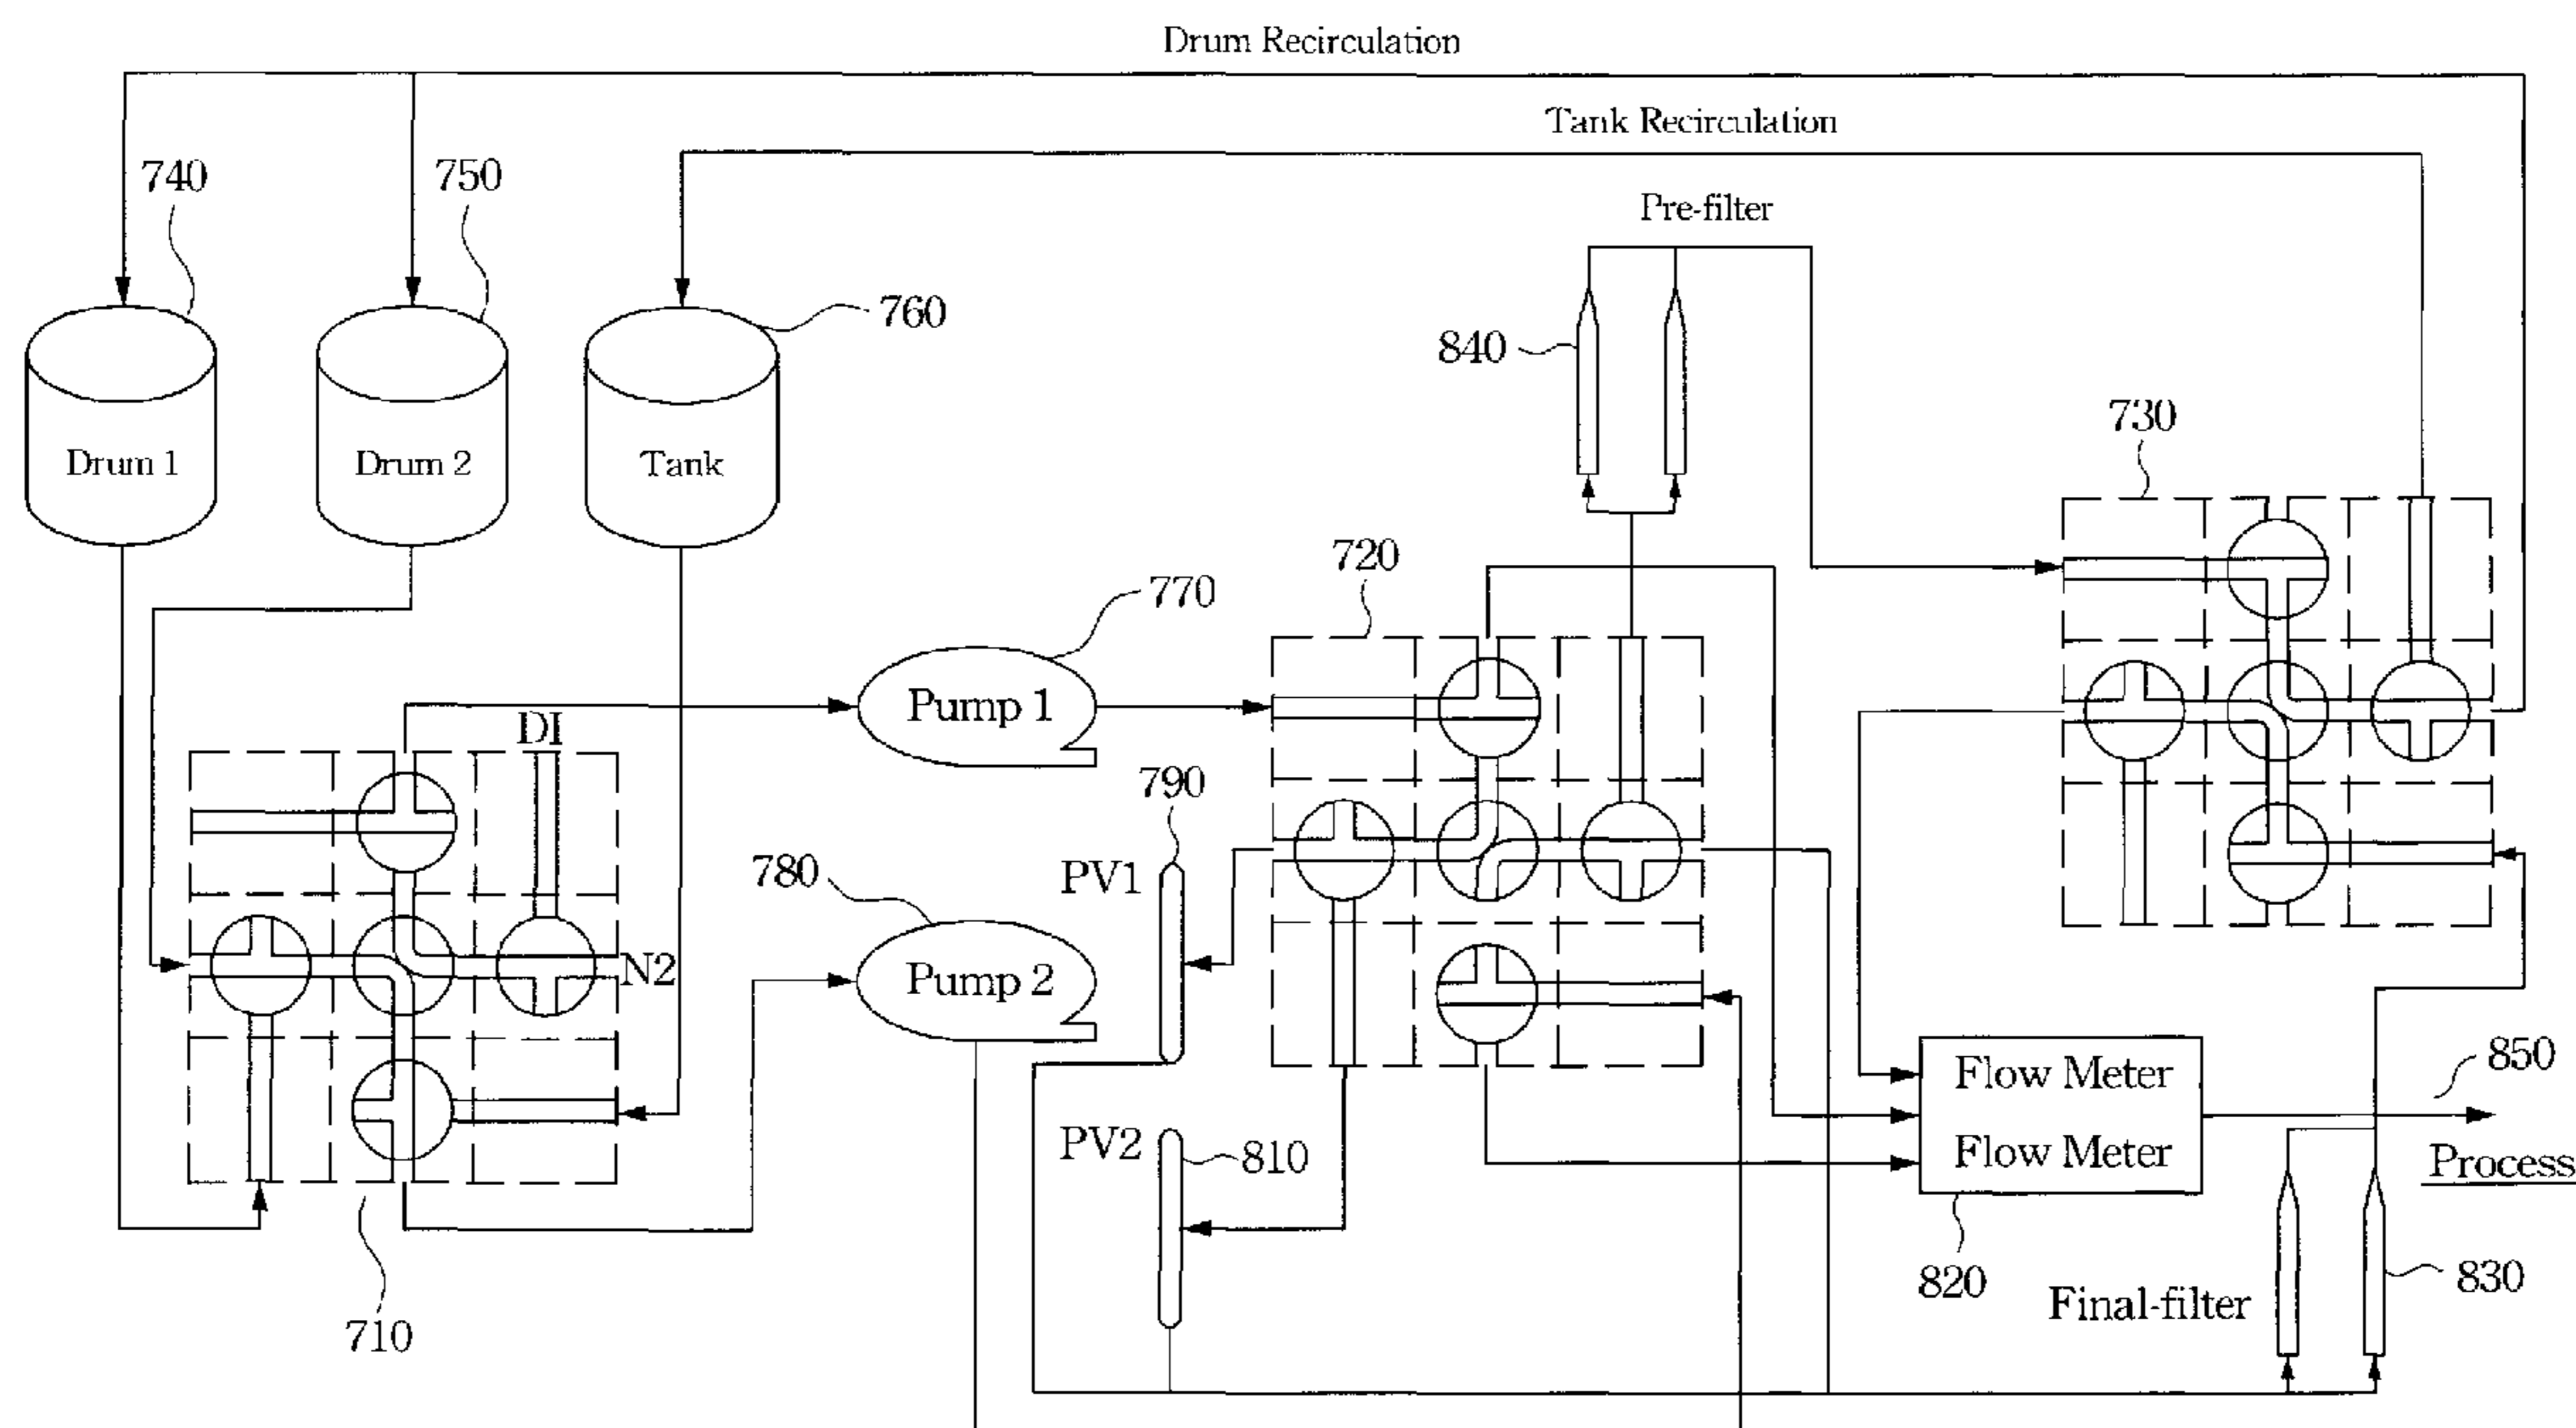 Drum Recirculation
Tank Recirculation
740
750
Pre-filter
760
840
730
Drum 1
Drum 2
Tank
720
770
Pump 1
DI
790
780
PV1
N2
Pump 2
850
Flow Meter
PV2
810
Flow Meter
Process
820
830
Final-filter
710